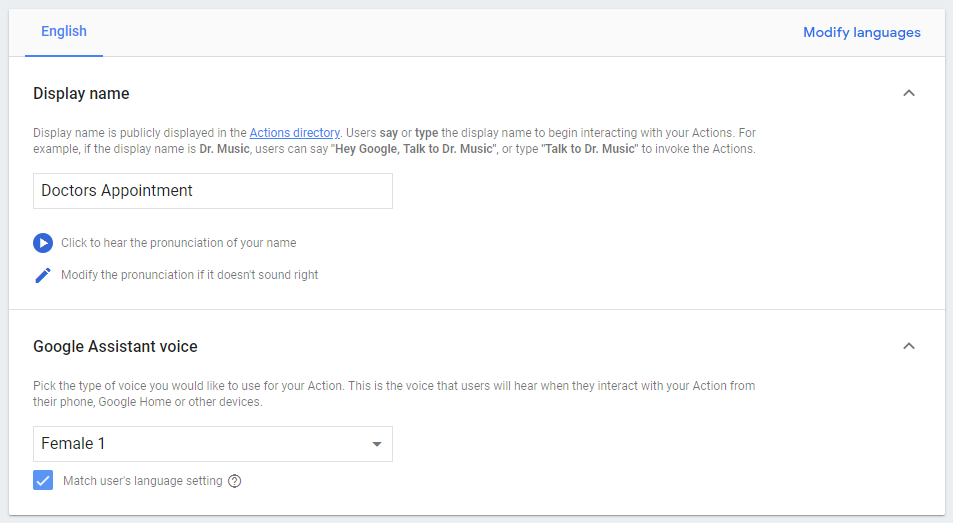 English
Modify languages
Display name
Display name is publicly displayed in the Actions directory. Users say or type the display name to begin interacting with your Actions. For
example, if the display name is Dr. Music, users can say "Hey Google, Talk to Dr. Music", or type "Talk to Dr. Music" to invoke the Actions.
Doctors Appointment
Click to hear the pronunciation of your name
Modify the pronunciation if it doesn't sound right
Google Assistant voice
Pick the type of voice you would like to use for your Action. This is the voice that users will hear when they interact with your Action from
their phone, Google Home or other devices.
Female 1
Match user's language setting